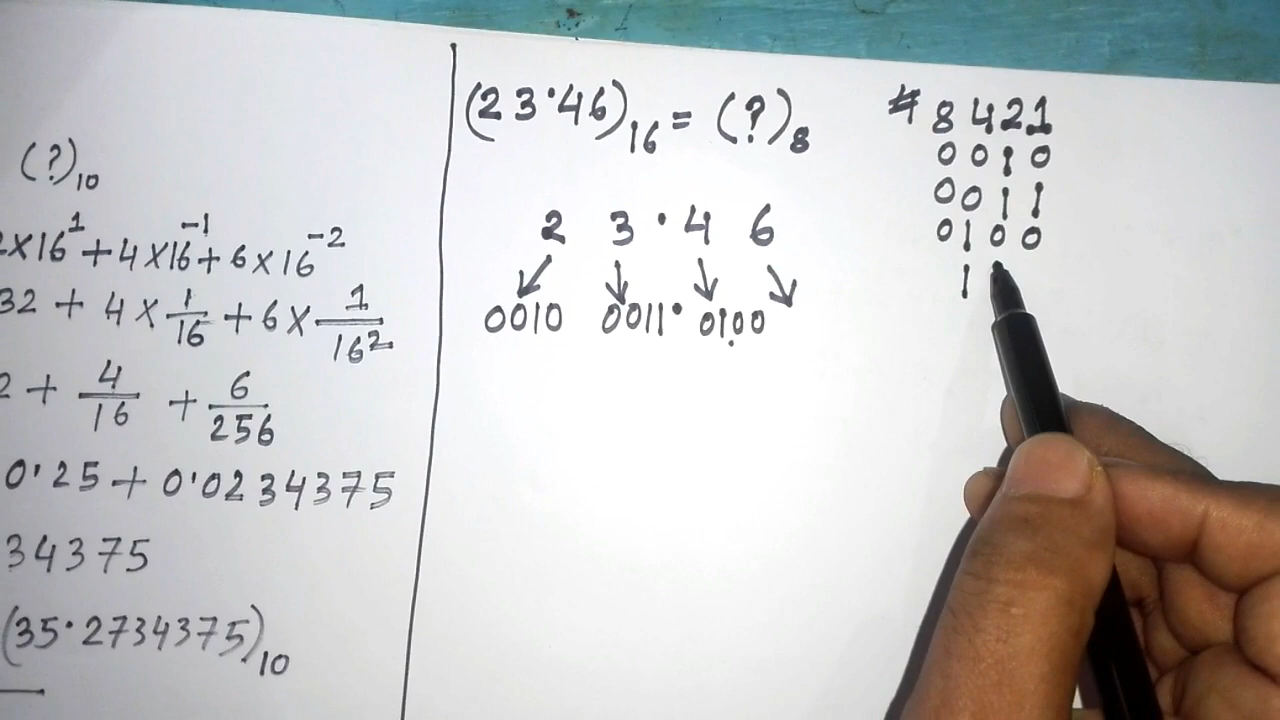 (?)10
2×16^1+4×16^-1+6×16^-2
32 + 4 × 1/16 + 6 × 1/16^2
2 + 4/16 + 6/256
0.25 + 0.0234375
34375
(35.2734375)10
(23.46)16 = (?)8
2 3 . 4 6
0010 0011. 0100
# 8 4 2 1
0 0 1 0
0 0 1 1
0 1 0 0
1